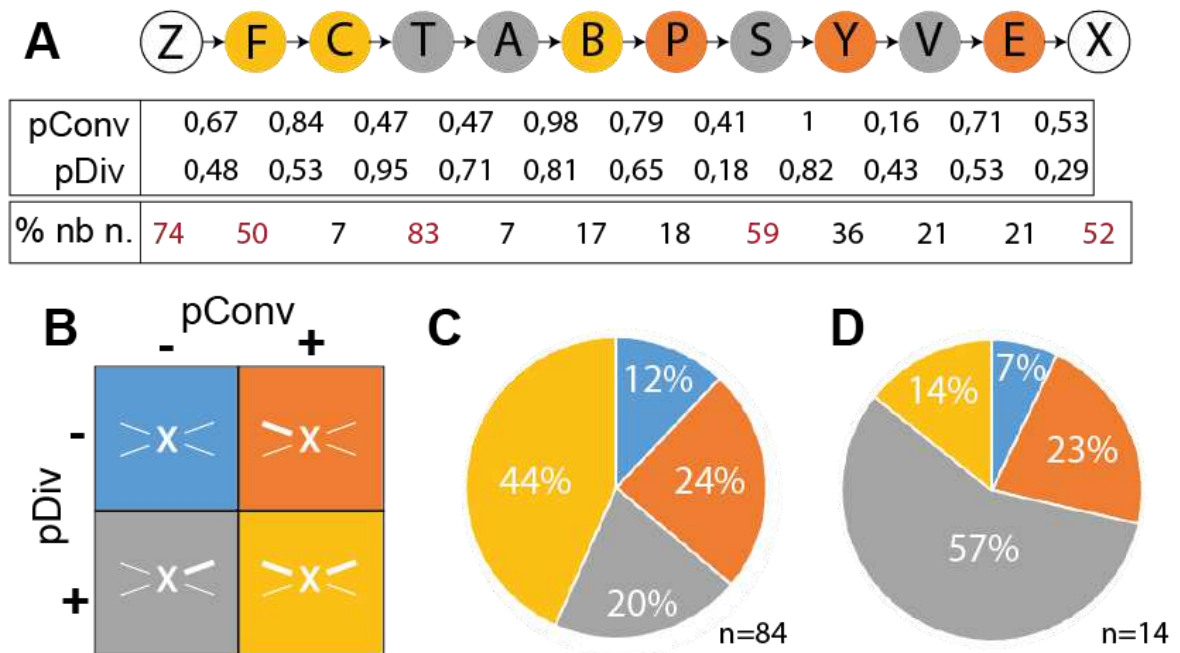 A Z F C T A B P S Y V E X
pConv 0,67 0,84 0,47 0,47 0,98 0,79 0,41 1 0,16 0,71 0,53
pDiv 0,48 0,53 0,95 0,71 0,81 0,65 0,18 0,82 0,43 0,53 0,29
% nb n. 74 50 7 83 7 17 18 59 36 21 21 52
B
pConv
- +
pDiv
-
+
X X
X X
C
12%
24%
20%
44%
n=84
D
7%
23%
57%
14%
n=14